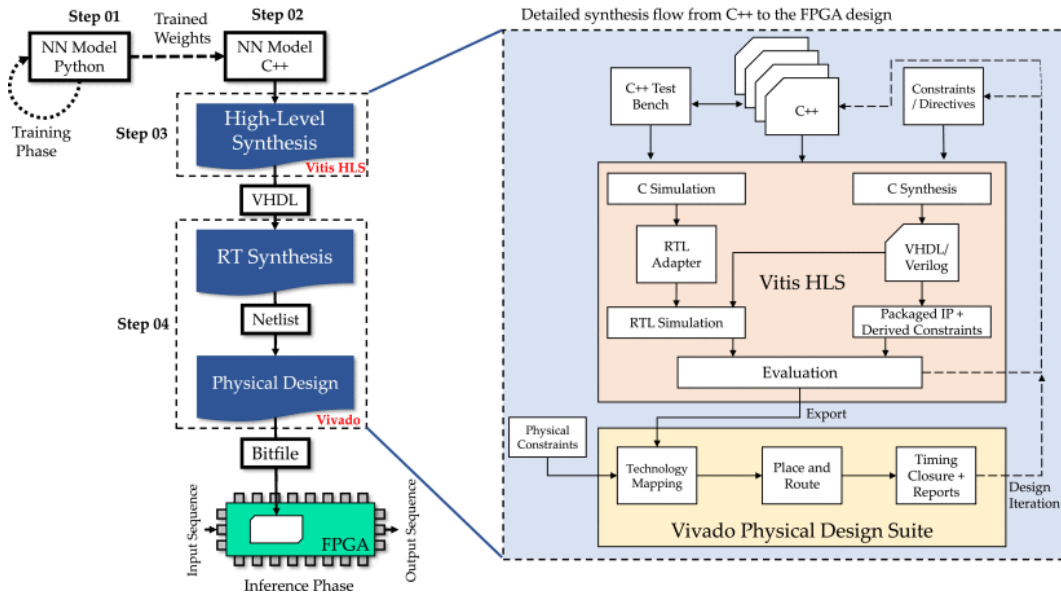 Step 01
Step 02
NN Model
Python
Trained
Weights
NN Model
C++
Training
Phase
Step 03
High-Level
Synthesis
Vitis HLS
VHDL
Step 04
RT Synthesis
Netlist
Physical Design
Vivado
Bitfile
Input Sequence
FPGA
Output Sequence
Inference Phase
Detailed synthesis flow from C++ to the FPGA design
C++ Test
Bench
C++
Constraints
/ Directives
C Simulation
C Synthesis
RTL
Adapter
VHDL/
Verilog
Vitis HLS
RTL Simulation
Packaged IP +
Derived Constraints
Evaluation
Export
Physical
Constraints
Technology
Mapping
Place and
Route
Timing
Closure +
Reports
Design
Iteration
Vivado Physical Design Suite